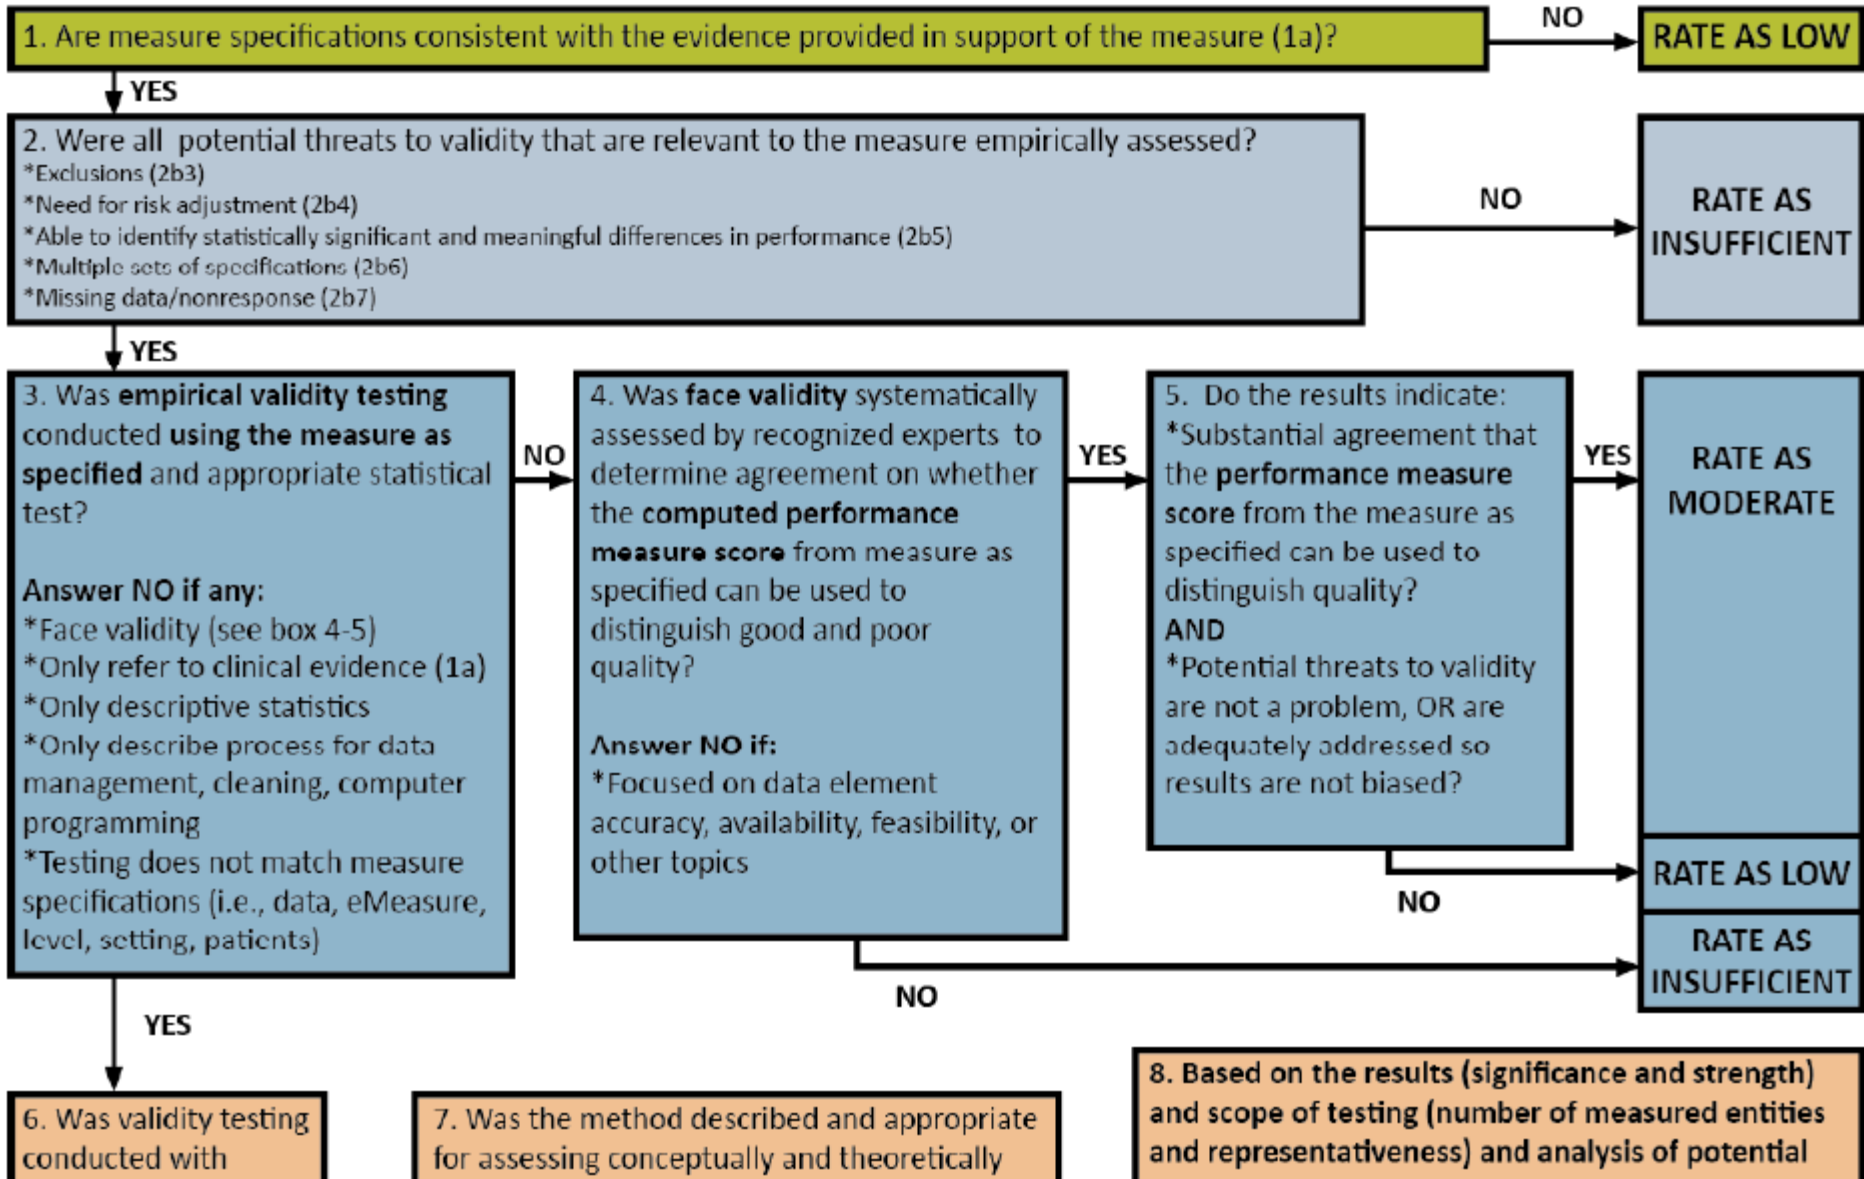 1. Are measure specifications consistent with the evidence provided in support of the measure (1a)?
NO
RATE AS LOW
YES
2. Were all potential threats to validity that are relevant to the measure empirically assessed?
*Exclusions (2b3)
*Need for risk adjustment (2b4)
*Able to identify statistically significant and meaningful differences in performance (2b5)
*Multiple sets of specifications (2b6)
*Missing data/nonresponse (2b7)
NO
RATE AS
INSUFFICIENT
YES
3. Was empirical validity testing
conducted using the measure as
specified and appropriate statistical
test?
Answer NO if any:
*Face validity (see box 4-5)
*Only refer to clinical evidence (1a)
*Only descriptive statistics
*Only describe process for data
management, cleaning, computer
programming
*Testing does not match measure
specifications (i.e., data, eMeasure,
level, setting, patients)
NO
4. Was face validity systematically
assessed by recognized experts to
determine agreement on whether
the computed performance
measure score from measure as
specified can be used to
distinguish good and poor
quality?
Answer NO if:
*Focused on data element
accuracy, availability, feasibility, or
other topics
YES
5. Do the results indicate:
*Substantial agreement that
the performance measure
score from the measure as
specified can be used to
distinguish quality?
AND
*Potential threats to validity
are not a problem, OR are
adequately addressed so
results are not biased?
YES
RATE AS
MODERATE
NO
RATE AS LOW
NO
RATE AS
INSUFFICIENT
YES
6. Was validity testing
conducted with
7. Was the method described and appropriate
for assessing conceptually and theoretically
8. Based on the results (significance and strength)
and scope of testing (number of measured entities
and representativeness) and analysis of potential